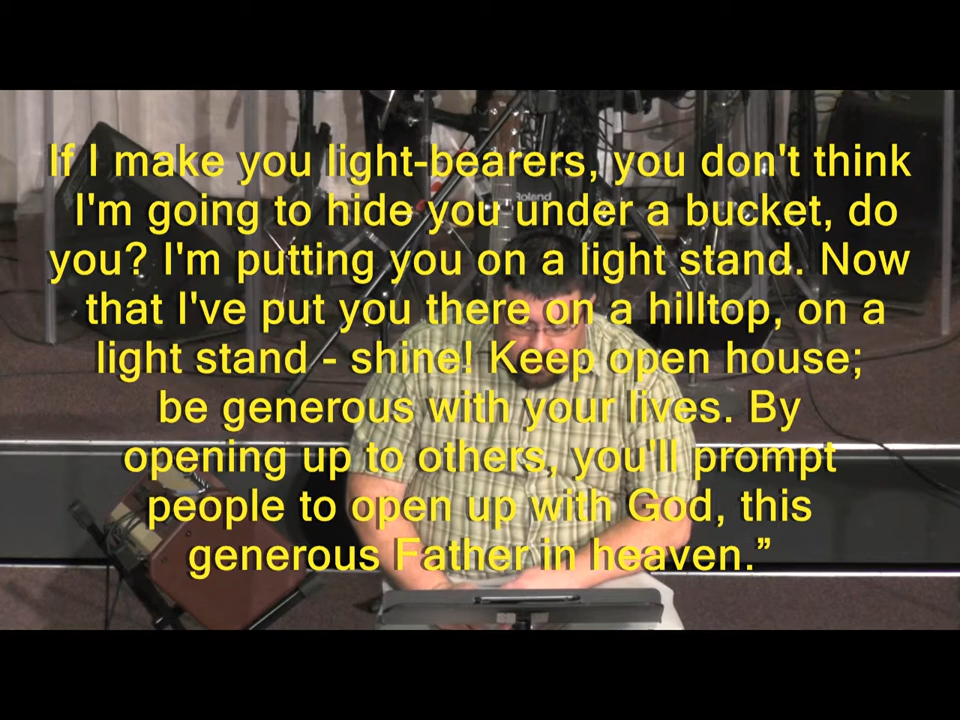 If I make you light-bearers, you don't think
I'm going to hide you under a bucket, do
you? I'm putting you on a light stand. Now
that I've put you there on a hilltop, on a
light stand - shine! Keep open house;
be generous with your lives. By
opening up to others, you'll prompt
people to open up with God, this
generous Father in heaven.”
Roland